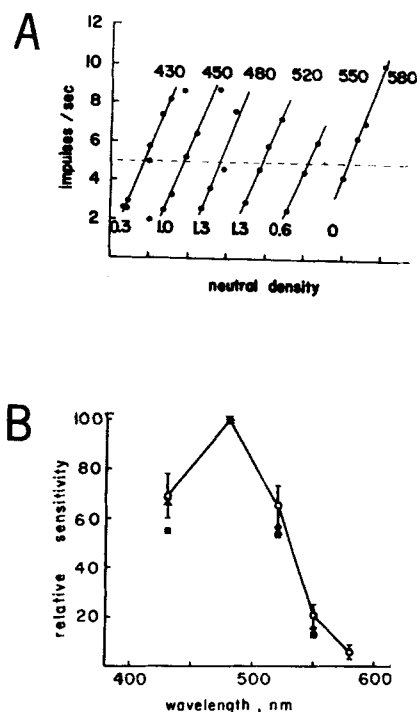 A
12
10
8
6
4
2
impulses / sec
430 450 480 520 550 580
0.3 1.0 1.3 1.3 0.6 0
neutral density
B
100
80
60
40
20
relative sensitivity
400 500 600
wavelength , nm